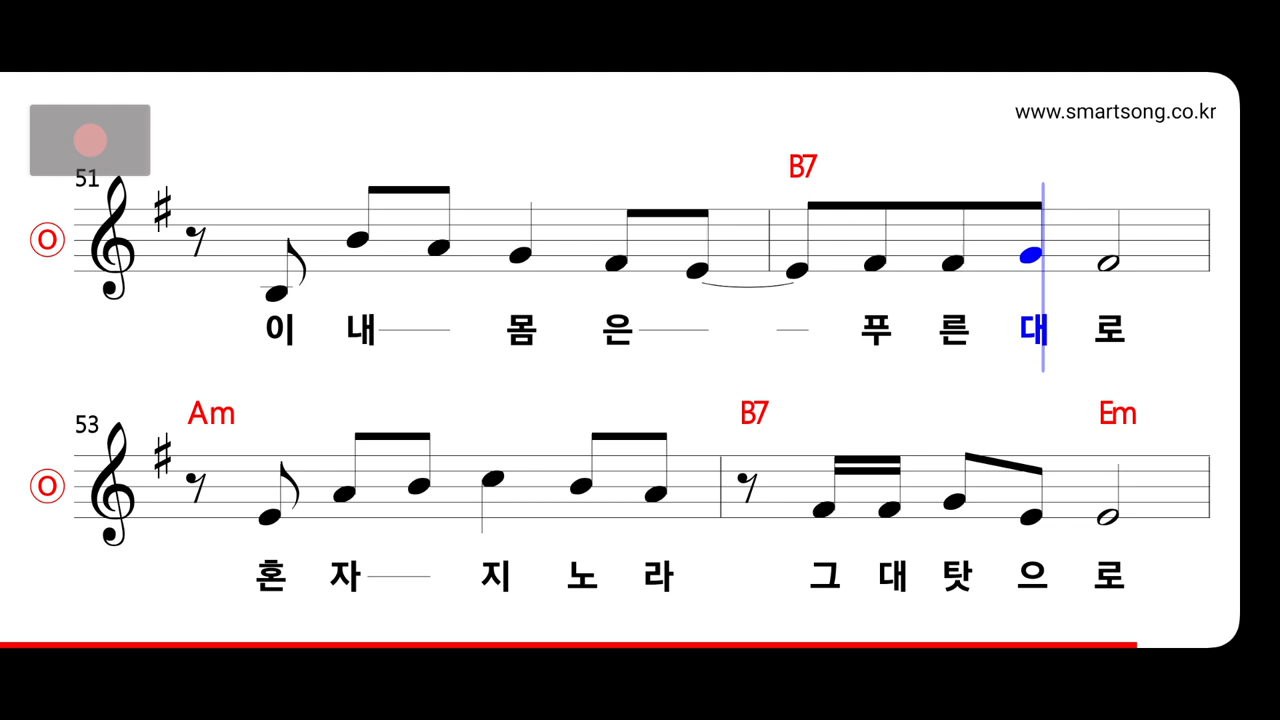 www.smartsong.co.kr
B7
51
O
이 내 몸 은 푸 른 대 로
Am B7 Em
53
O
혼 자 지 노 라 그 대 탓 으 로